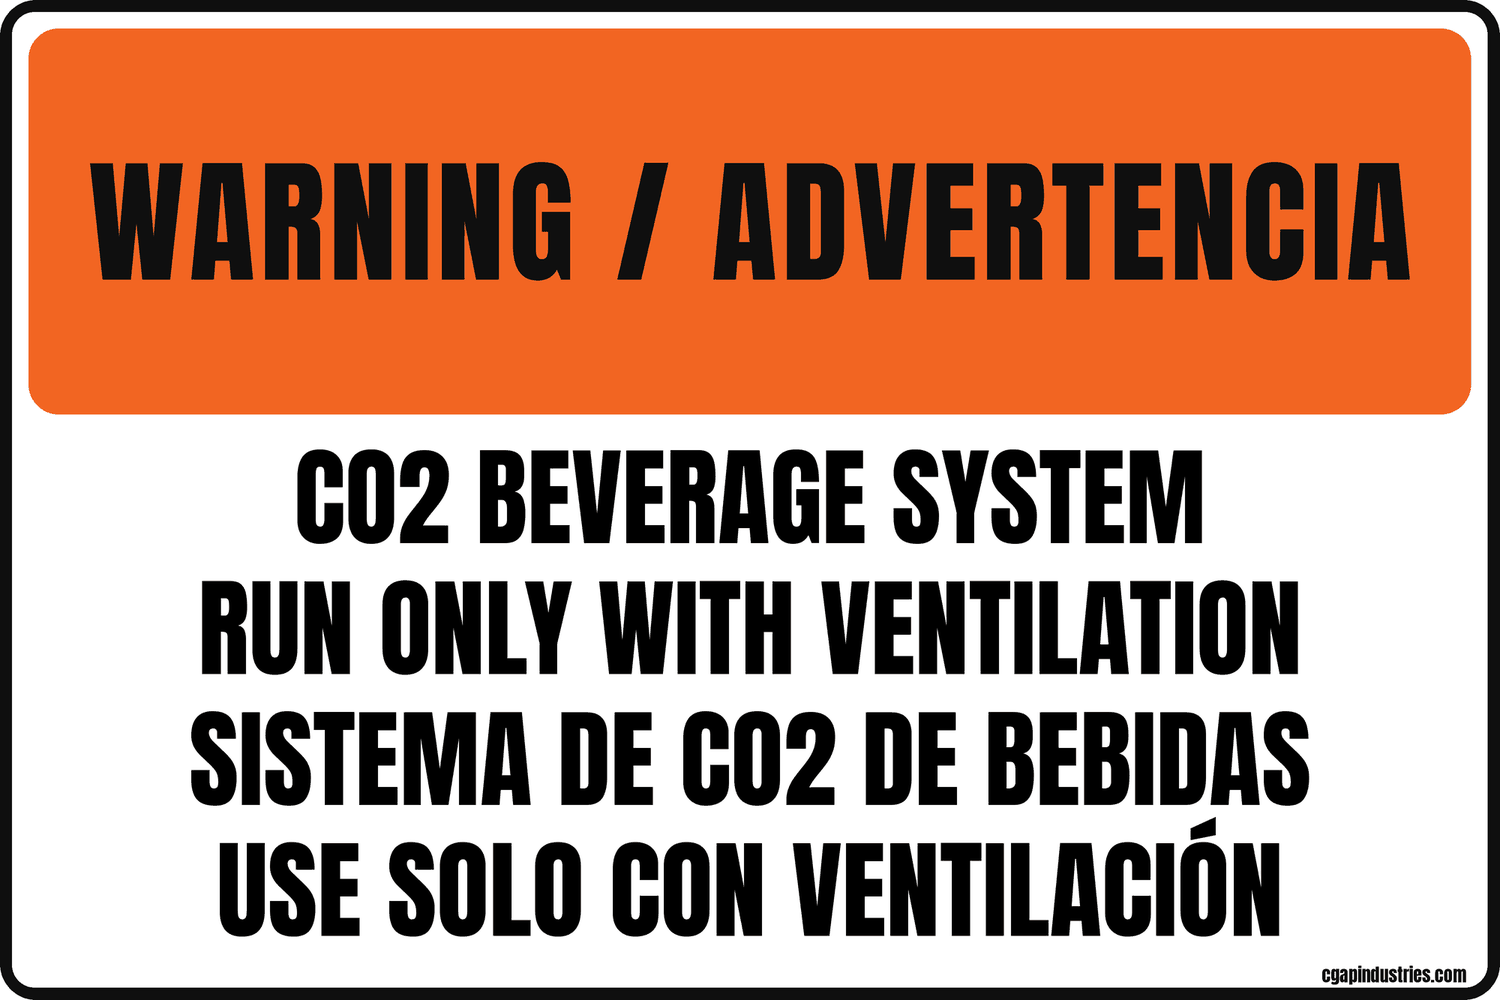 WARNING / ADVERTENCIA
CO2 BEVERAGE SYSTEM
RUN ONLY WITH VENTILATION
SISTEMA DE CO2 DE BEBIDAS
USE SOLO CON VENTILACIÓN
cgapindustries.com